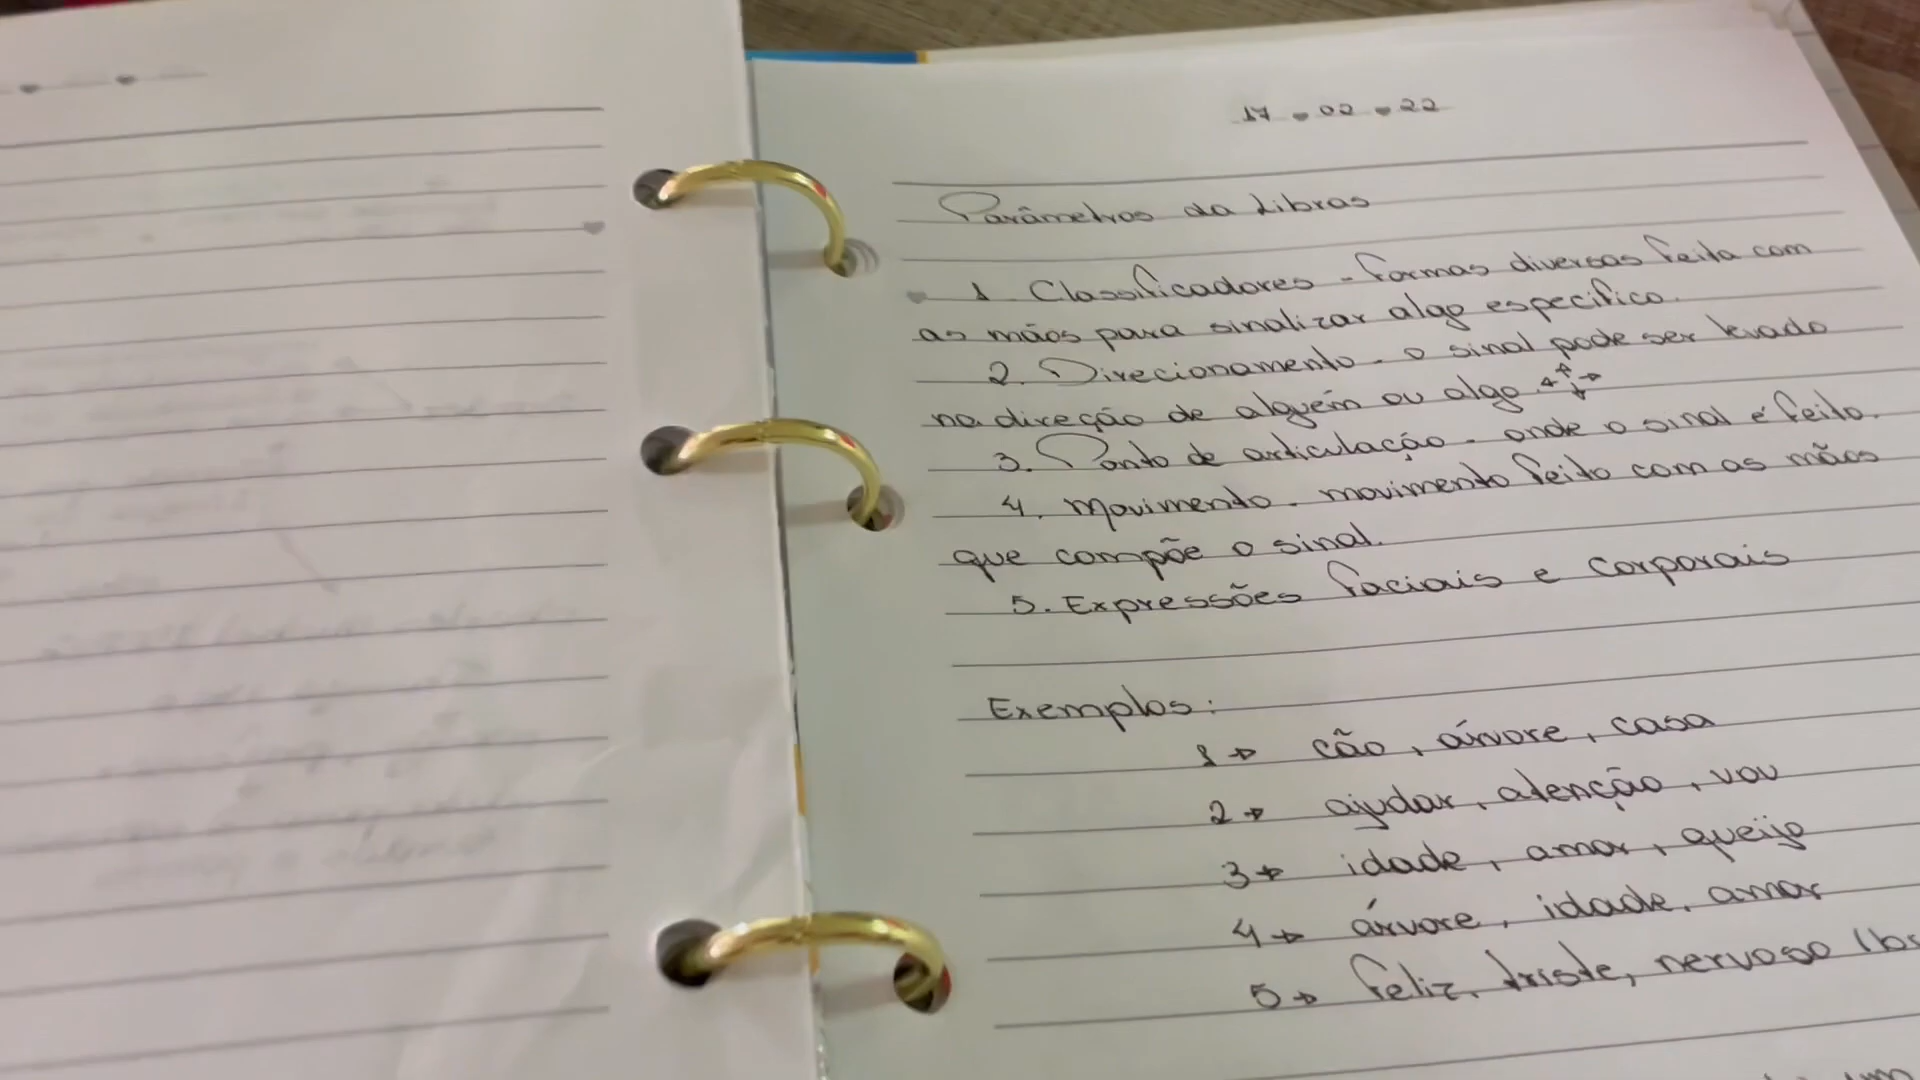 17 02 22
Parâmetros da Libras
1. Classificadores - formas diversas feita com
as mãos para sinalizar algo especifico.
2. Direcionamento - o sinal pode ser levado
na direção de alguém ou algo
3. Ponto de articulação - onde o sinal é feito.
4. Movimento - movimento feito com as mãos
que compõe o sinal.
5. Expressões faciais e corporais
Exemplos:
1→ cão, árvore, casa
2→ ajudar, atenção, vou
3→ idade, amor, queijo
4→ árvore, idade, amor
5→ feliz, triste, nervoso